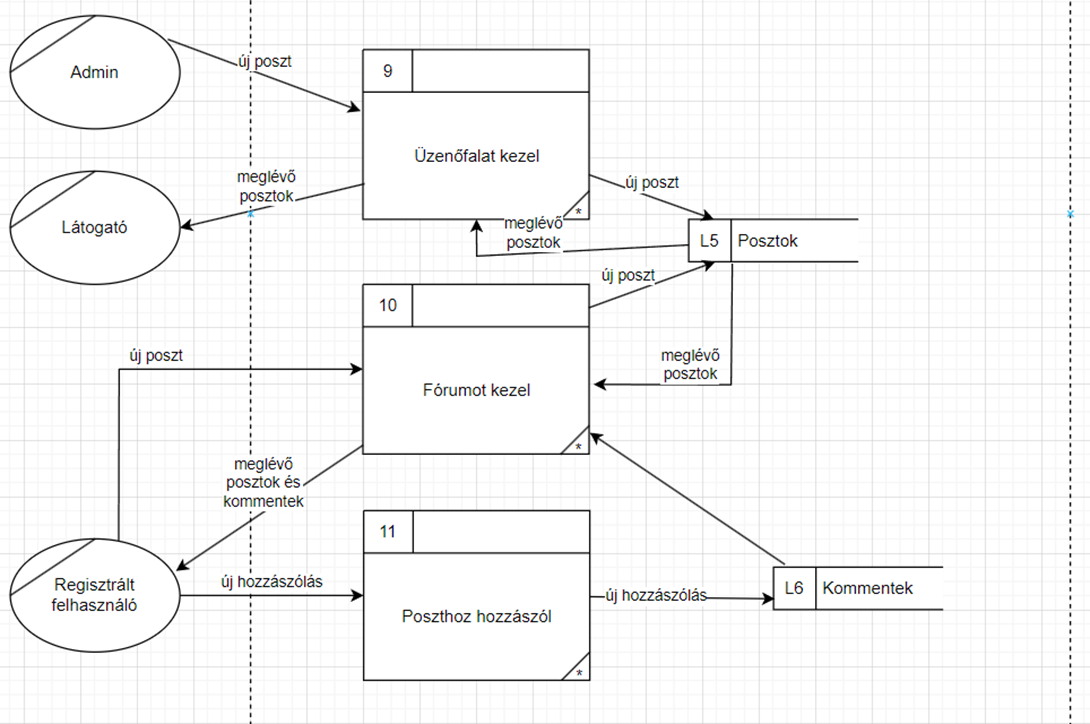 Admin
új poszt
9
Üzenőfalat kezel
*
meglévő
posztok
Látogató
új poszt
meglévő
posztok
L5
Posztok
új poszt
10
Fórumot kezel
*
új poszt
meglévő
posztok
meglévő
posztok és
kommentek
11
Poszthoz hozzászól
*
Regisztrált
felhasználó
új hozzászólás
új hozzászólás
L6
Kommentek